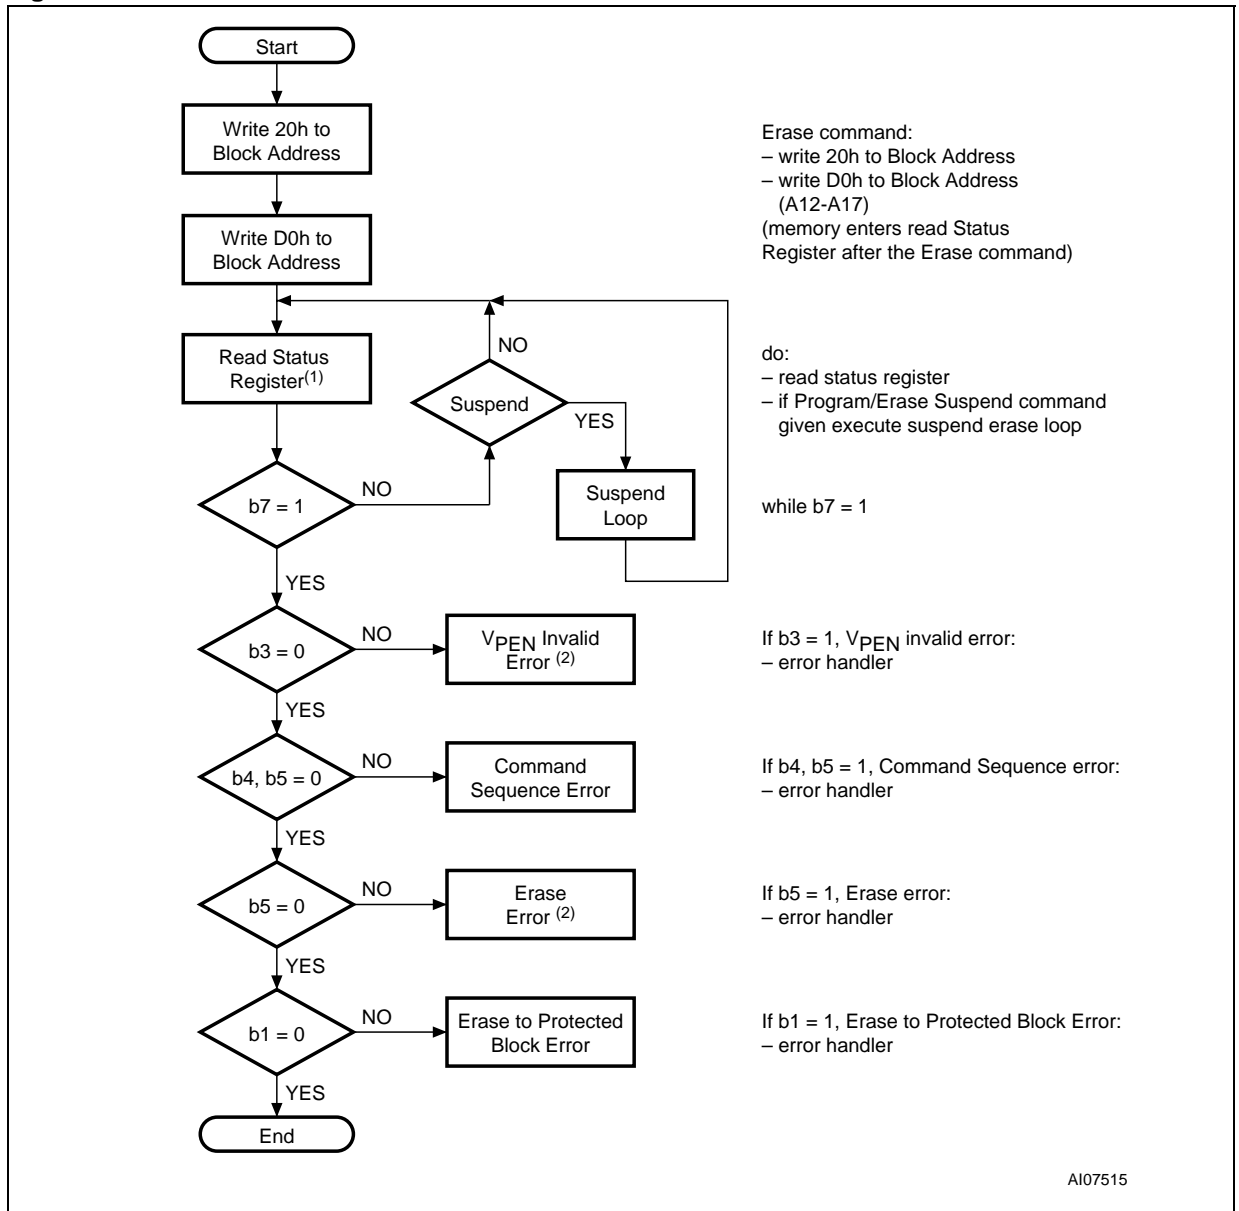 Start
Write 20h to
Block Address
Erase command:
– write 20h to Block Address
– write D0h to Block Address
(A12-A17)
(memory enters read Status
Register after the Erase command)
Write D0h to
Block Address
Read Status
Register(1)
NO
Suspend
YES
do:
– read status register
– if Program/Erase Suspend command
given execute suspend erase loop
b7 = 1
NO
Suspend
Loop
while b7 = 1
YES
b3 = 0
NO
VPEN Invalid
Error (2)
If b3 = 1, VPEN invalid error:
– error handler
YES
b4, b5 = 0
NO
Command
Sequence Error
If b4, b5 = 1, Command Sequence error:
– error handler
YES
b5 = 0
NO
Erase
Error (2)
If b5 = 1, Erase error:
– error handler
YES
b1 = 0
NO
Erase to Protected
Block Error
If b1 = 1, Erase to Protected Block Error:
– error handler
YES
End
AI07515